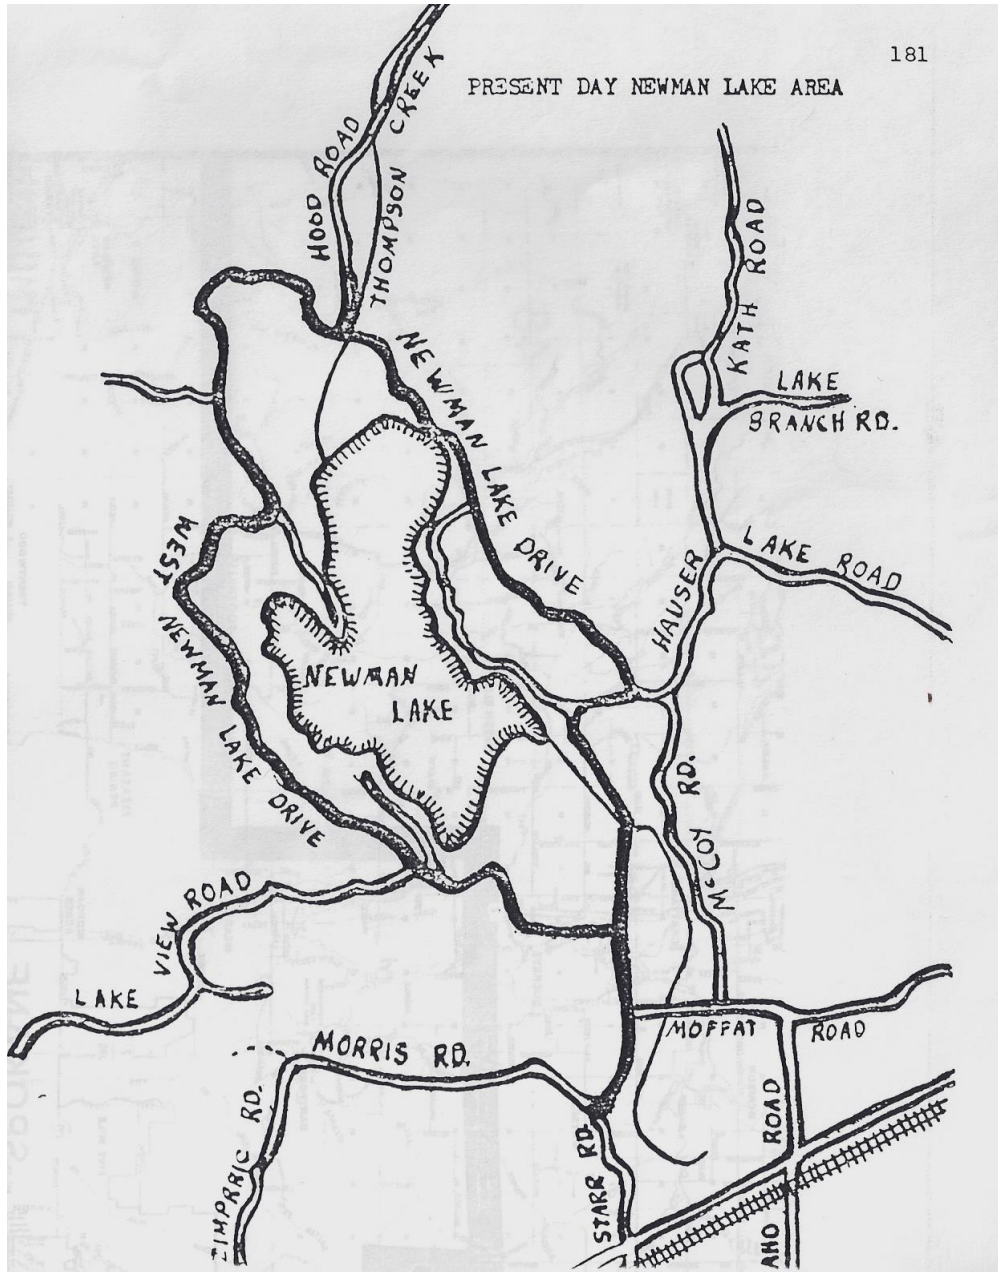 181
PRESENT DAY NEWMAN LAKE AREA
HOOD ROAD
THOMPSON CREEK
KATH ROAD
LAKE
BRANCH RD.
NEWMAN LAKE DRIVE
HAUSER LAKE ROAD
WEST NEWMAN LAKE DRIVE
NEWMAN
LAKE
McCOY RD.
LAKE VIEW ROAD
MOFFAT ROAD
MORRIS RD.
ZIMPRRIC RD.
STARR RD.
AHO ROAD